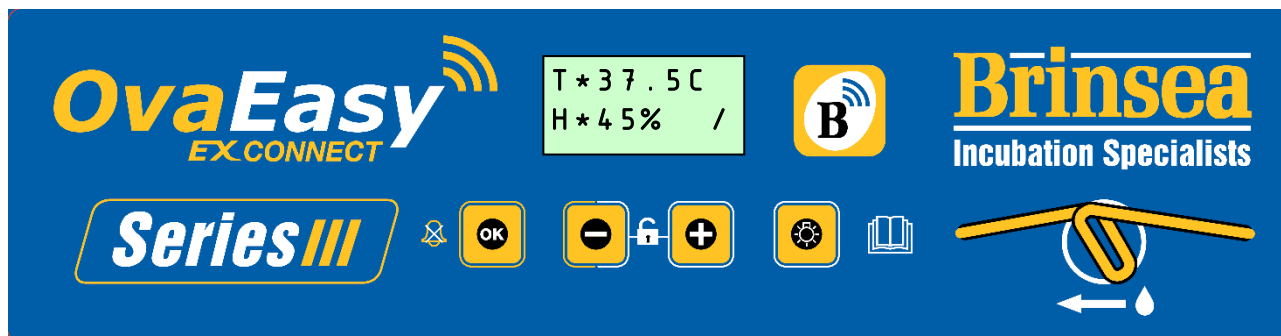 OvaEasy
EX CONNECT
T*37.5C
H*45% /
B
Brinsea
Incubation Specialists
Series III
OK